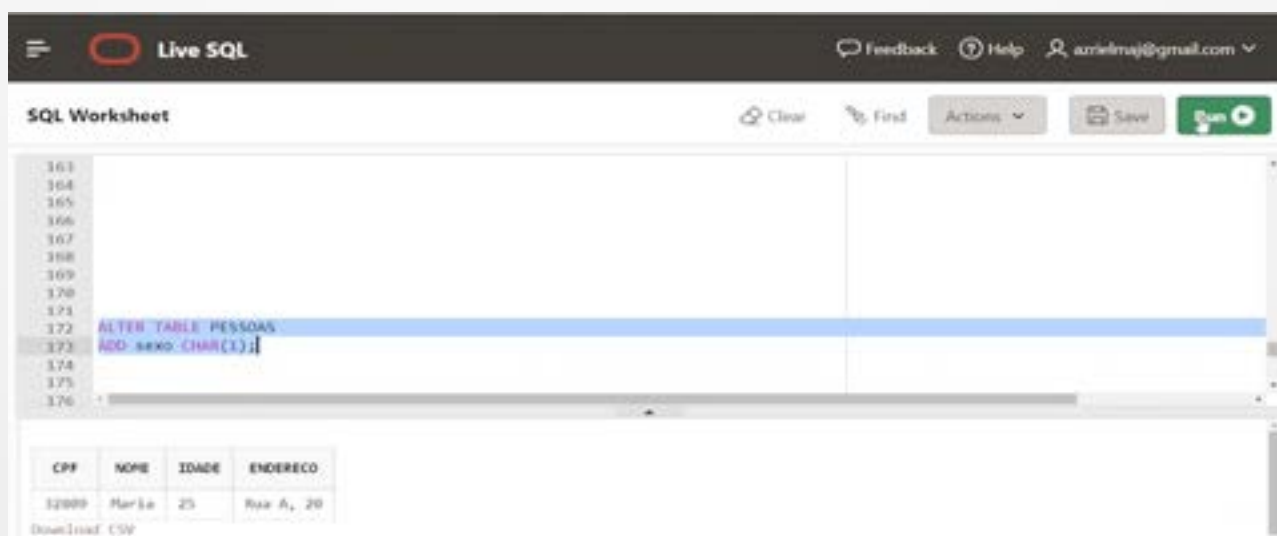 Live SQL Feedback Help azrielmaj@gmail.com
SQL Worksheet Clear Find Actions Save Run
163
164
165
166
167
168
169
170
171
172 ALTER TABLE PESSOAS
173 ADD sexo CHAR(1);
174
175
176
CPF NOME IDADE ENDERECO
32009 Maria 25 Rua A, 20
Download CSV